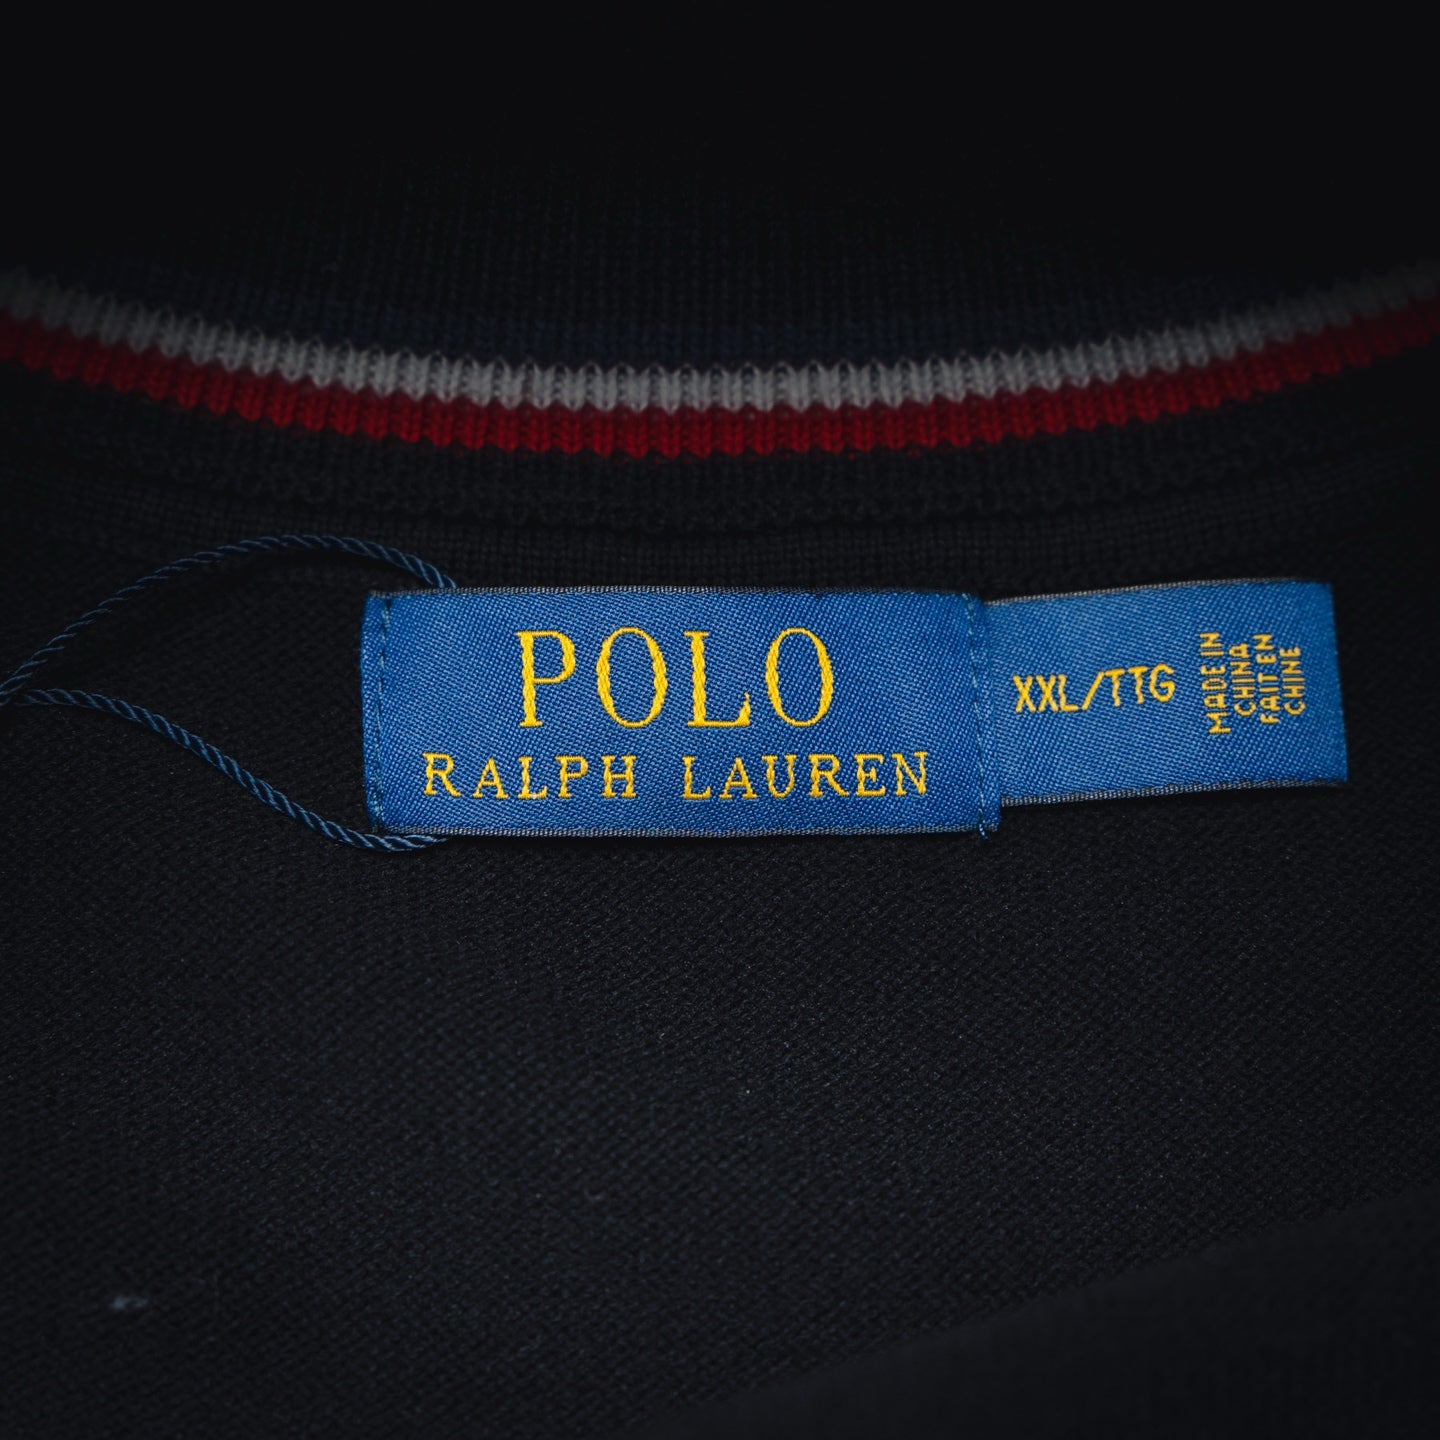 POLO
RALPH LAUREN
XXL/TTG
MADE IN
CHINA
FAIT EN
CHINE